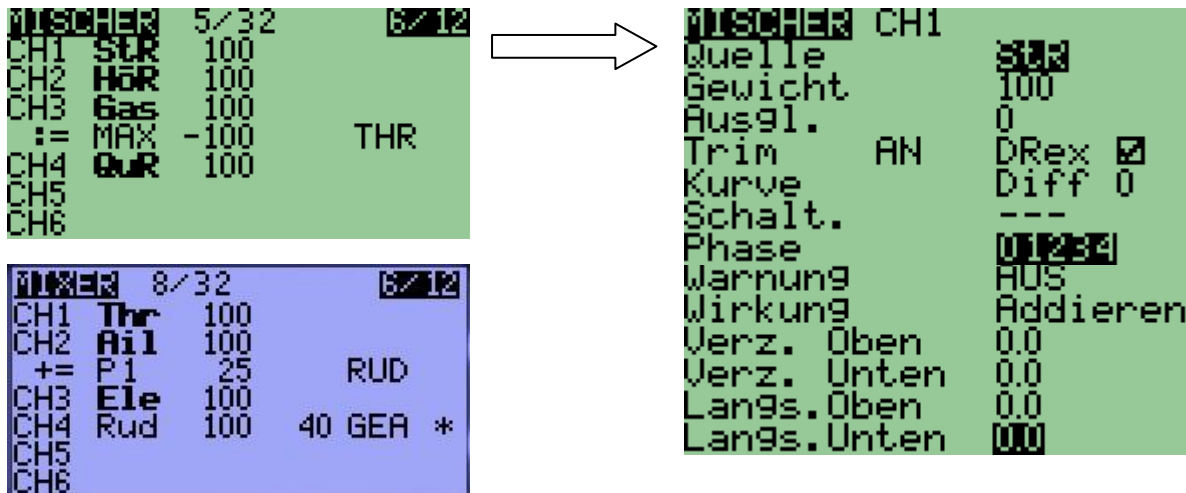 MISCHER 5/32 6/12
CH1 StR 100
CH2 HöR 100
CH3 Gas 100
:= MAX -100 THR
CH4 QuR 100
CH5
CH6
MIXER 8/32 6/12
CH1 Thr 100
CH2 Ail 100
+= P1 25 RUD
CH3 Ele 100
CH4 Rud 100 40 GEA *
CH5
CH6
MISCHER CH1
Quelle StR
Gewicht 100
Ausgl. 0
Trim AN DRex ☑
Kurve Diff 0
Schalt. ---
Phase 01234
Warnung AUS
Wirkung Addieren
Verz. Oben 0.0
Verz. Unten 0.0
Langs.Oben 0.0
Langs.Unten 0.0